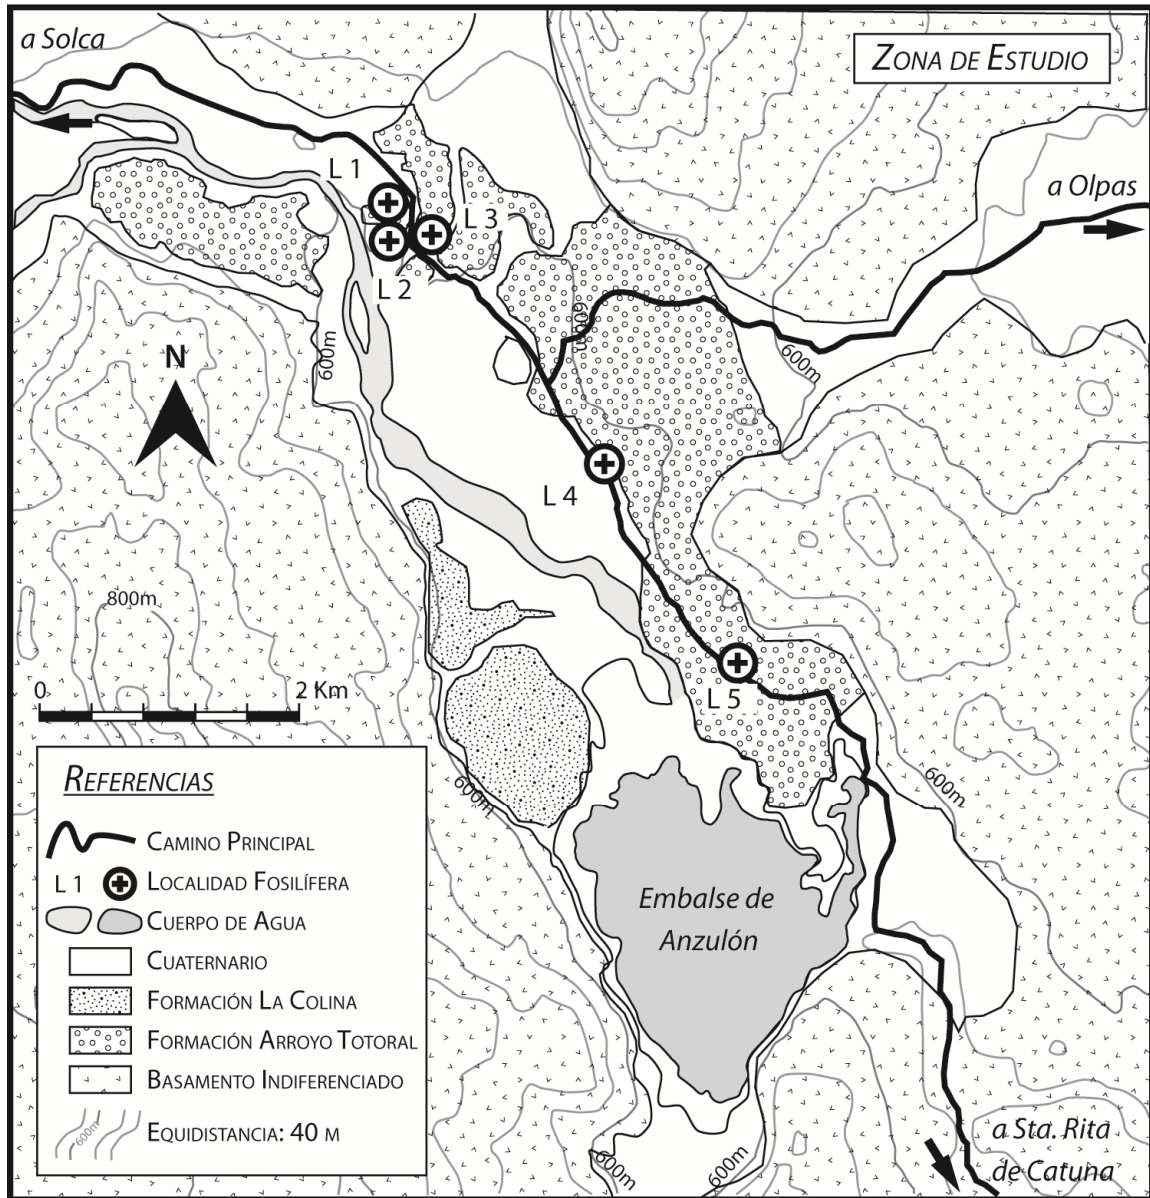 a Solca
ZONA DE ESTUDIO
L 1
a Olpas
L 3
L 2
600m
600m
600m
N
L 4
800m
0
2 Km
L 5
600m
600m
REFERENCIAS
CAMINO PRINCIPAL
L 1
LOCALIDAD FOSILÍFERA
CUERPO DE AGUA
CUATERNARIO
FORMACIÓN LA COLINA
FORMACIÓN ARROYO TOTORAL
BASAMENTO INDIFERENCIADO
600m
EQUIDISTANCIA: 40 M
Embalse de
Anzulón
600m
600m
a Sta. Rita
de Catuna